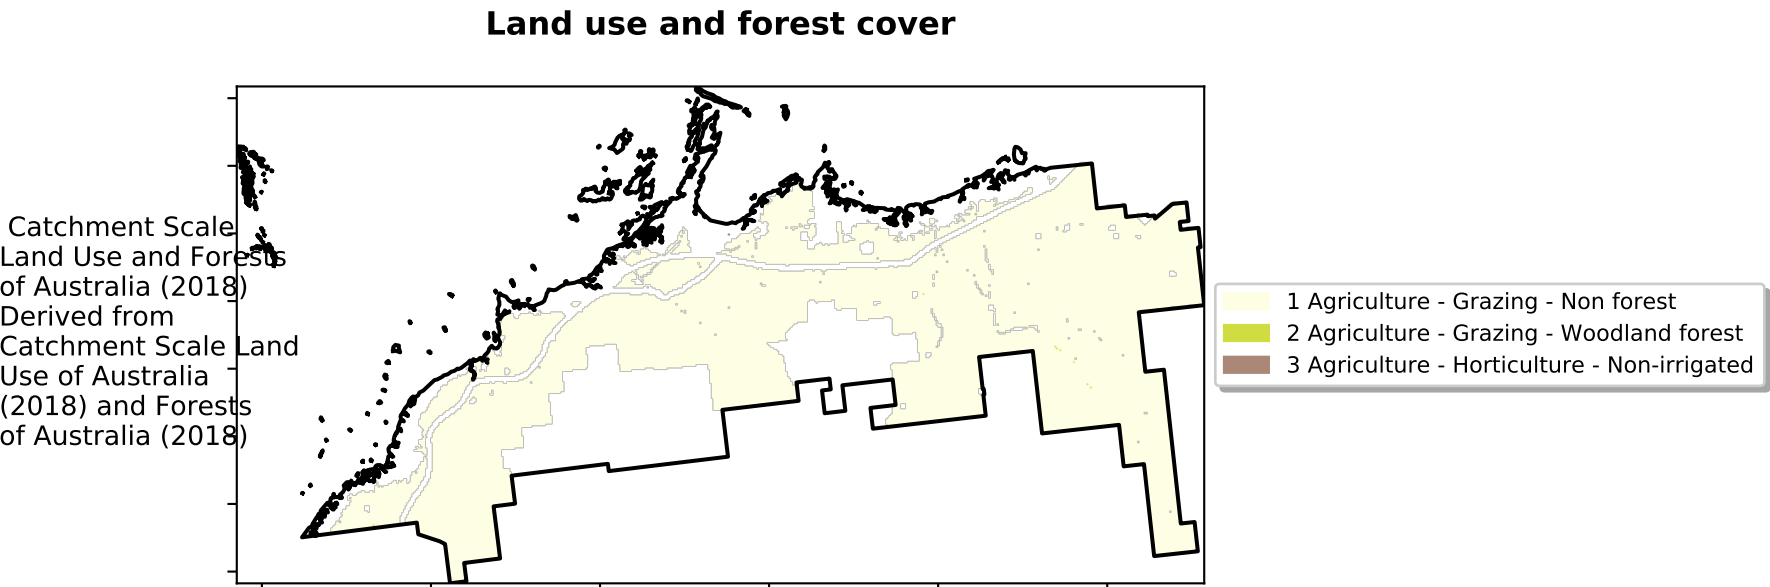 Land use and forest cover
Catchment Scale
Land Use and Forests
of Australia (2018)
Derived from
Catchment Scale Land
Use of Australia
(2018) and Forests
of Australia (2018)
1 Agriculture - Grazing - Non forest
2 Agriculture - Grazing - Woodland forest
3 Agriculture - Horticulture - Non-irrigated